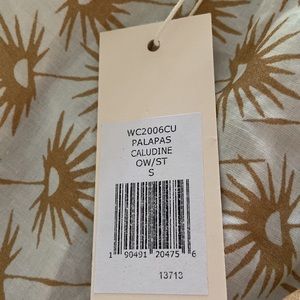 WC2006CU
PALAPAS
CALUDINE
OW/ST
S
1 90491 20475 6
13713